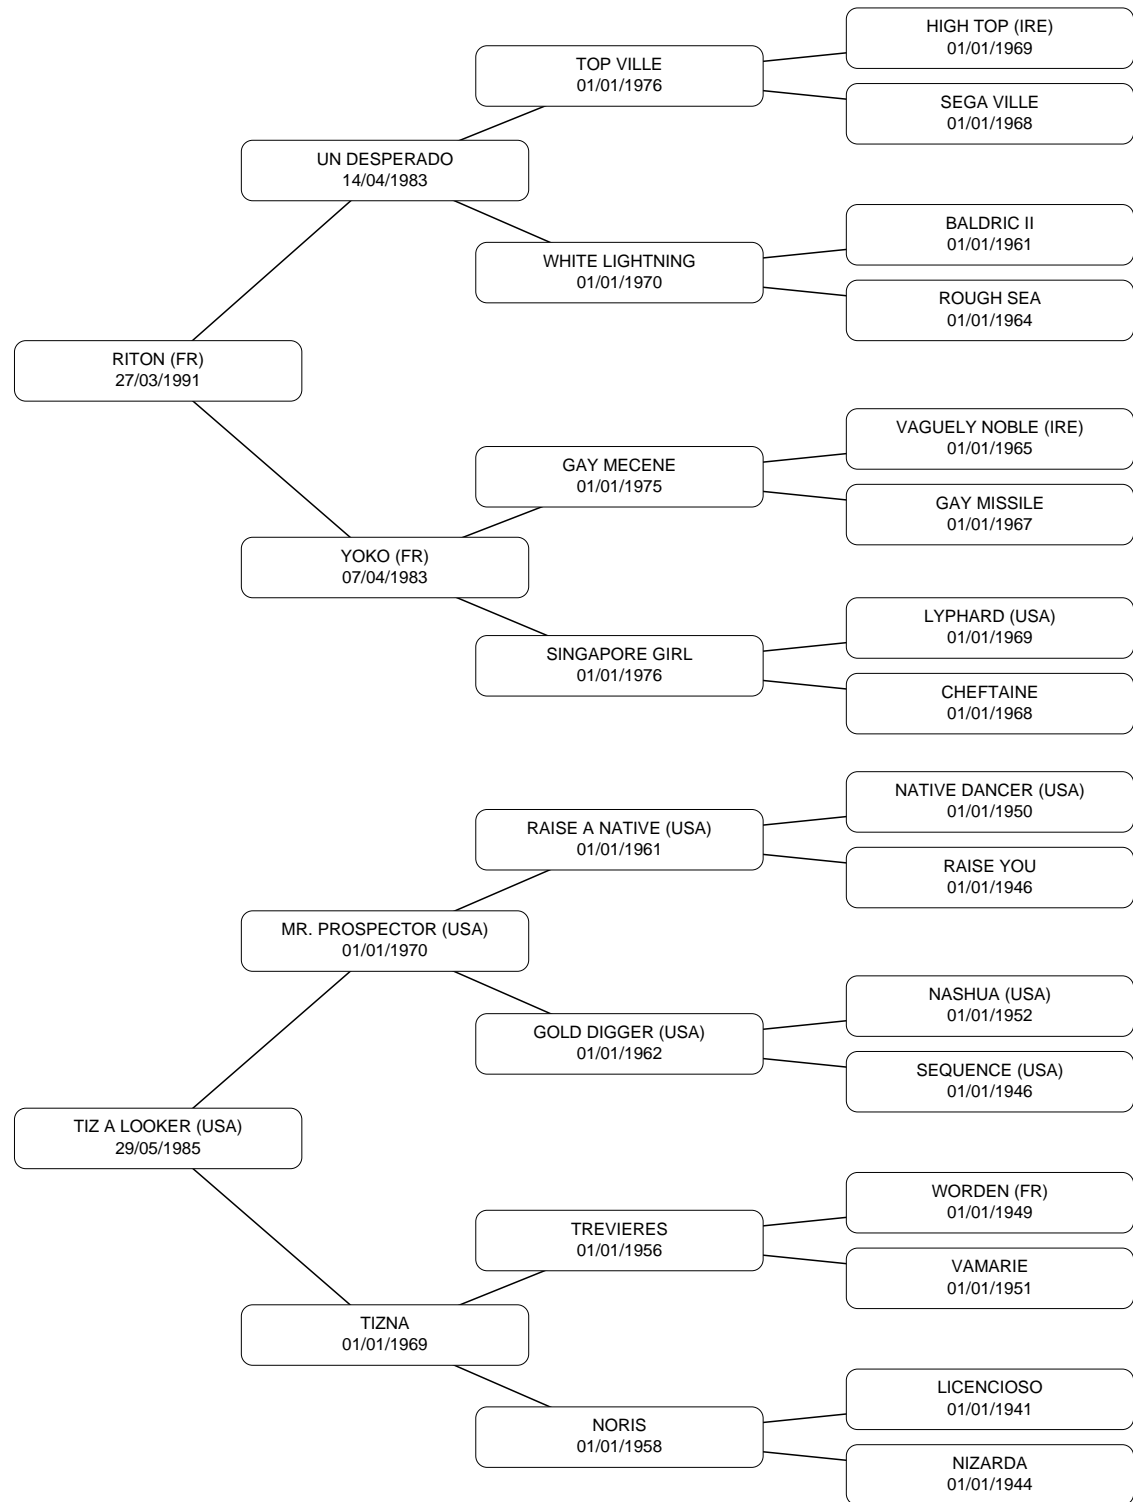 HIGH TOP (IRE)
01/01/1969
TOP VILLE
01/01/1976
SEGA VILLE
01/01/1968
UN DESPERADO
14/04/1983
BALDRIC II
01/01/1961
WHITE LIGHTNING
01/01/1970
ROUGH SEA
01/01/1964
RITON (FR)
27/03/1991
VAGUELY NOBLE (IRE)
01/01/1965
GAY MECENE
01/01/1975
GAY MISSILE
01/01/1967
YOKO (FR)
07/04/1983
LYPHARD (USA)
01/01/1969
SINGAPORE GIRL
01/01/1976
CHEFTAINE
01/01/1968
NATIVE DANCER (USA)
01/01/1950
RAISE A NATIVE (USA)
01/01/1961
RAISE YOU
01/01/1946
MR. PROSPECTOR (USA)
01/01/1970
NASHUA (USA)
01/01/1952
GOLD DIGGER (USA)
01/01/1962
SEQUENCE (USA)
01/01/1946
TIZ A LOOKER (USA)
29/05/1985
WORDEN (FR)
01/01/1949
TREVIERES
01/01/1956
VAMARIE
01/01/1951
TIZNA
01/01/1969
LICENCIOSO
01/01/1941
NORIS
01/01/1958
NIZARDA
01/01/1944